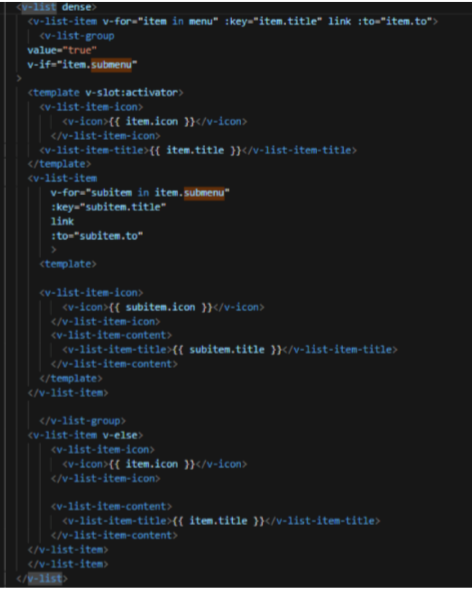 <v-list dense>
<v-list-item v-for="item in menu" :key="item.title" link :to="item.to">
<v-list-group
value="true"
v-if="item.submenu"
>
<template v-slot:activator>
<v-list-item-icon>
<v-icon>{{ item.icon }}</v-icon>
</v-list-item-icon>
<v-list-item-title>{{ item.title }}</v-list-item-title>
</template>
<v-list-item
v-for="subitem in item.submenu"
:key="subitem.title"
link
:to="subitem.to"
>
<template>
<v-list-item-icon>
<v-icon>{{ subitem.icon }}</v-icon>
</v-list-item-icon>
<v-list-item-content>
<v-list-item-title>{{ subitem.title }}</v-list-item-title>
</v-list-item-content>
</template>
</v-list-item>
</v-list-group>
<v-list-item v-else>
<v-list-item-icon>
<v-icon>{{ item.icon }}</v-icon>
</v-list-item-icon>
<v-list-item-content>
<v-list-item-title>{{ item.title }}</v-list-item-title>
</v-list-item-content>
</v-list-item>
</v-list-item>
</v-list>